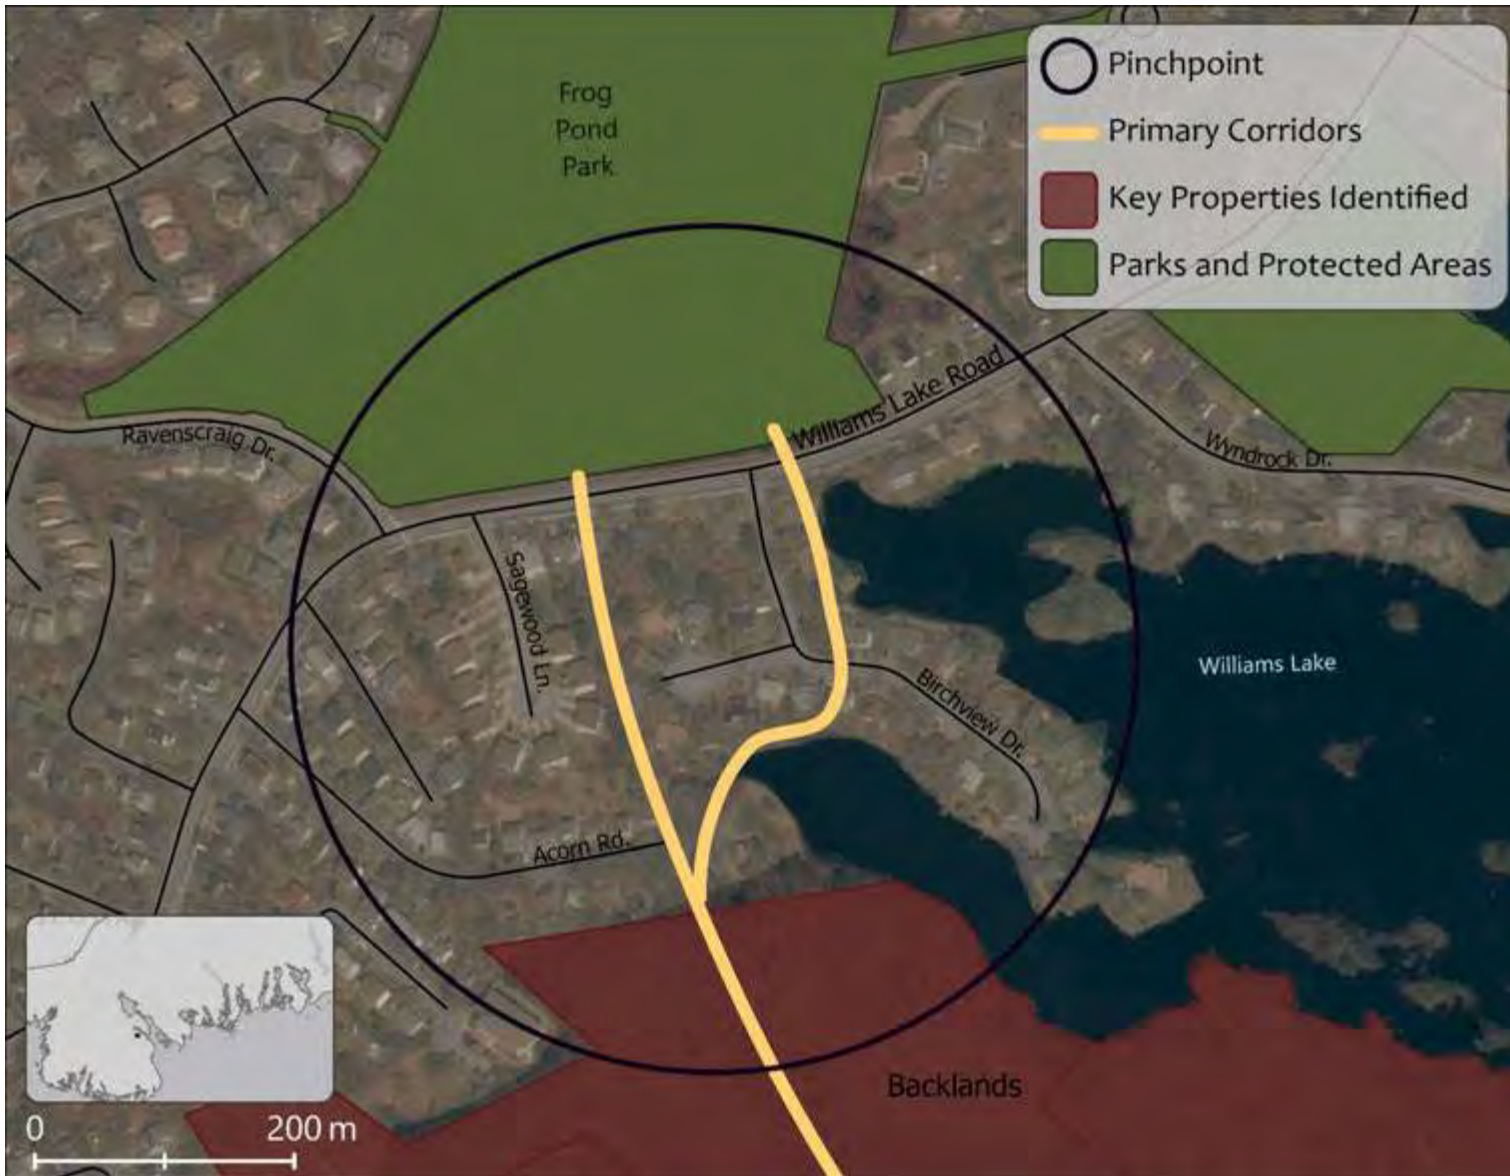 Frog
Pond
Park
Pinchpoint
Primary Corridors
Key Properties Identified
Parks and Protected Areas
Ravenscraig Dr.
Williams Lake Road
Wyndrock Dr.
Sagewood Ln.
Birchview Dr.
Williams Lake
Acorn Rd.
Backlands
0 200 m